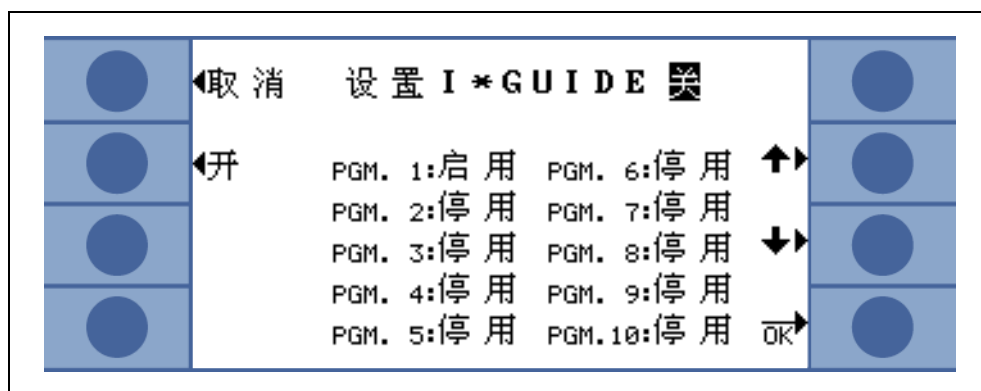 取消 设置I*GUIDE 关
开 PGM. 1:启用 PGM. 6:停用
PGM. 2:停用 PGM. 7:停用
PGM. 3:停用 PGM. 8:停用
PGM. 4:停用 PGM. 9:停用
PGM. 5:停用 PGM.10:停用 OK